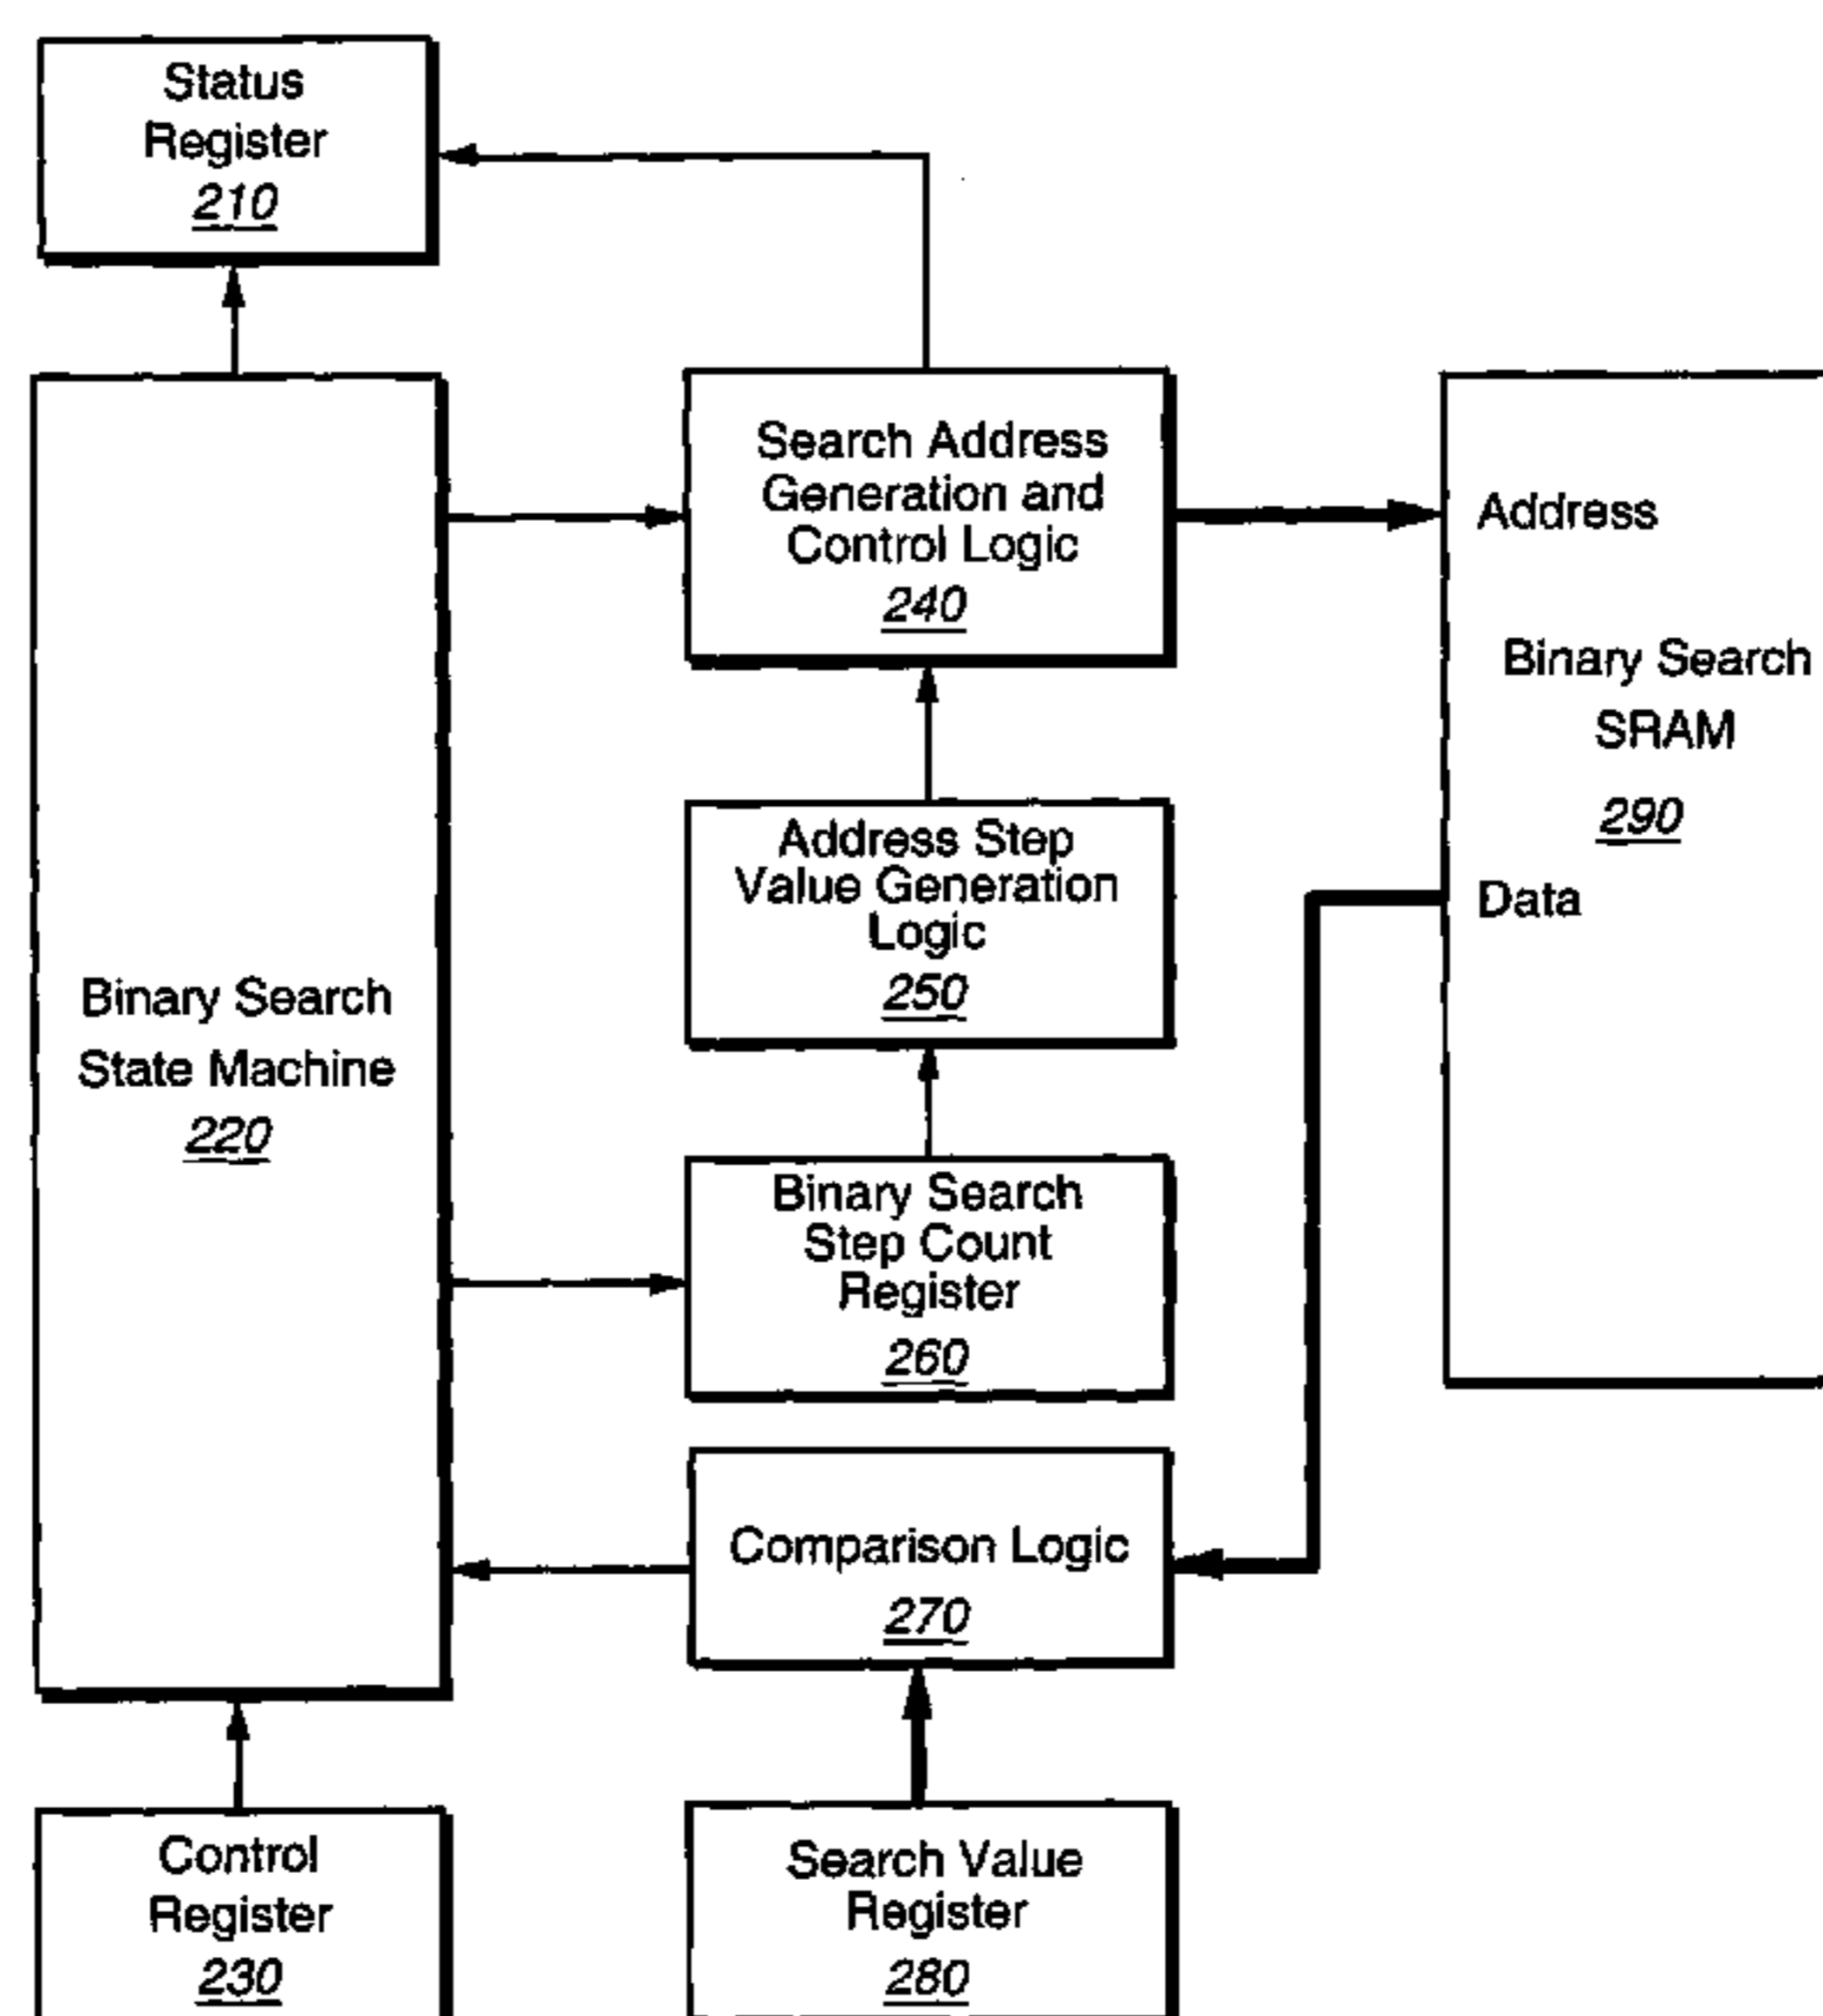 Status
Register
210
Search Address
Generation and
Control Logic
240
Address
Binary Search
SRAM
290
Data
Address Step
Value Generation
Logic
250
Binary Search
State Machine
220
Binary Search
Step Count
Register
260
Comparison Logic
270
Control
Register
230
Search Value
Register
280